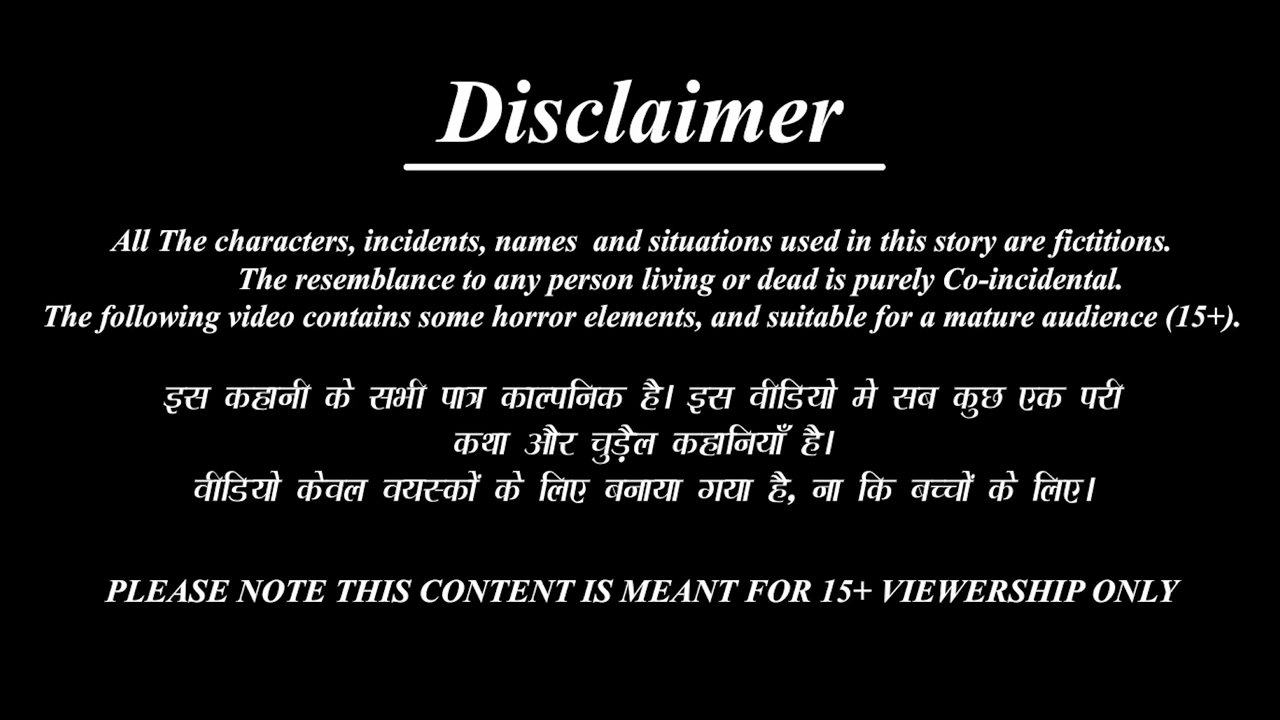 Disclaimer
All The characters, incidents, names and situations used in this story are fictitions.
The resemblance to any person living or dead is purely Co-incidental.
The following video contains some horror elements, and suitable for a mature audience (15+).
इस कहानी के सभी पात्र काल्पनिक है। इस वीडियो मे सब कुछ एक परी
कथा और चुड़ैल कहानियाँ है।
वीडियो केवल वयस्कों के लिए बनाया गया है, ना कि बच्चों के लिए।
PLEASE NOTE THIS CONTENT IS MEANT FOR 15+ VIEWERSHIP ONLY